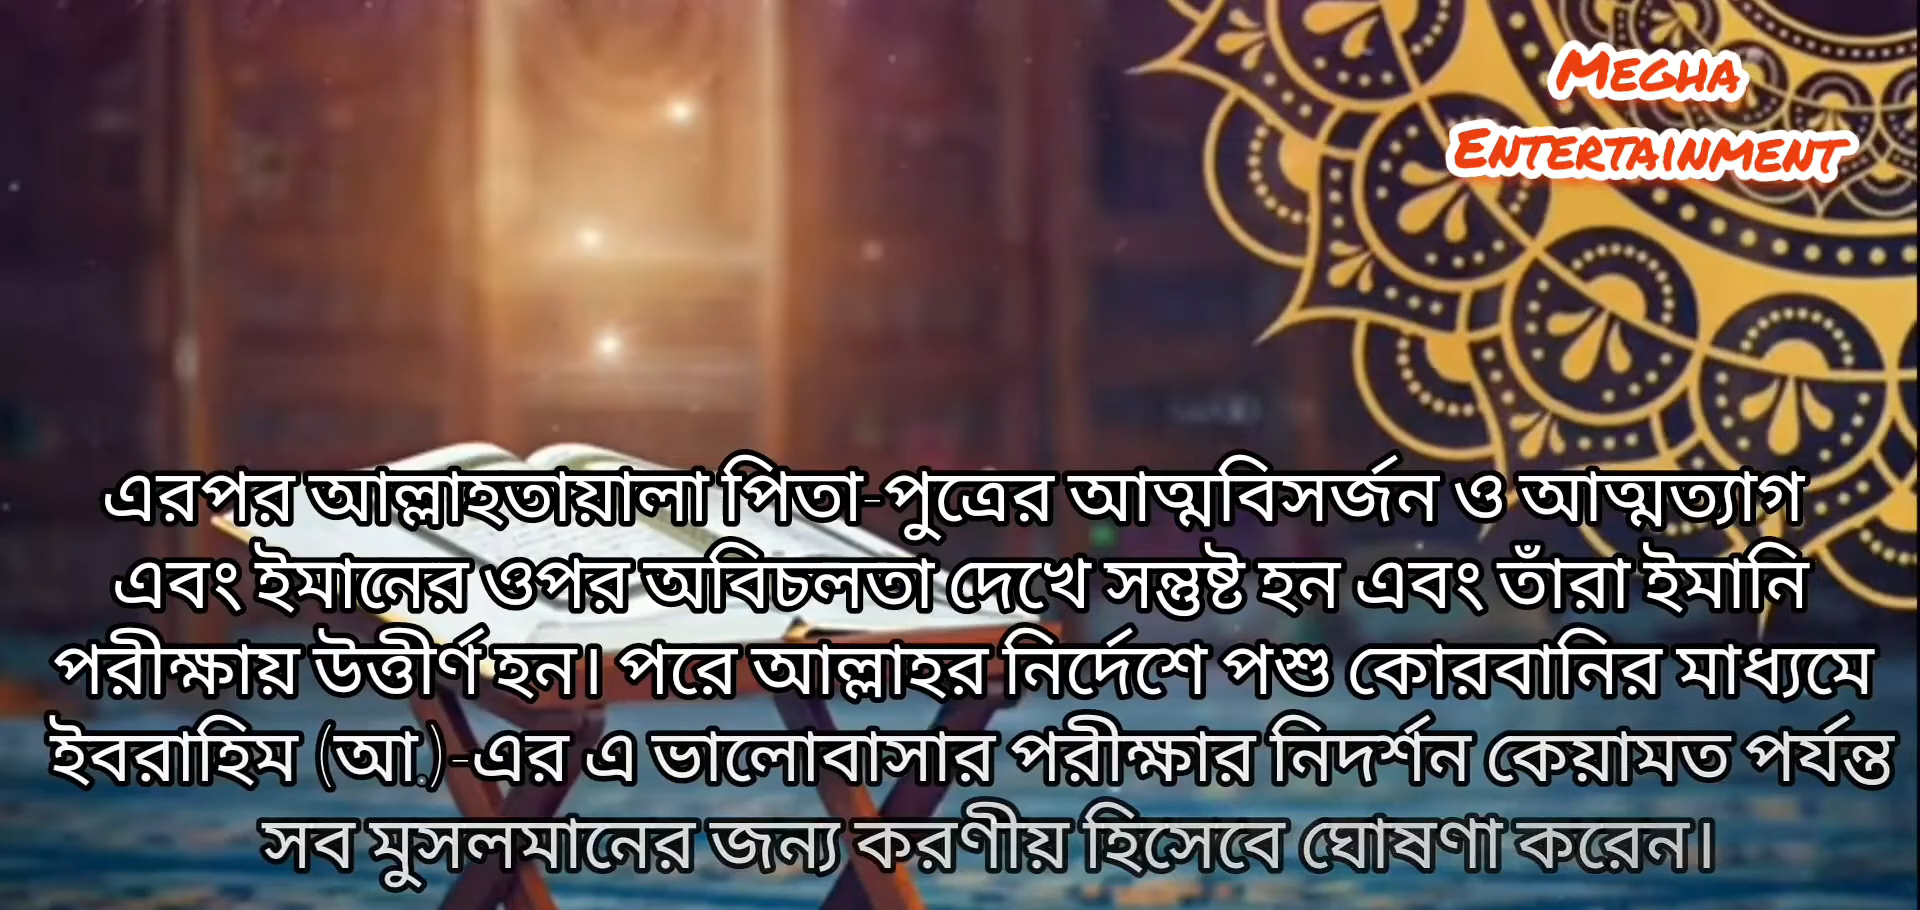 Megha
Entertainment
এরপর আল্লাহতায়ালা পিতা-পুত্রের আত্মবিসর্জন ও আত্মত্যাগ
এবং ইমানের ওপর অবিচলতা দেখে সন্তুষ্ট হন এবং তাঁরা ইমানি
পরীক্ষায় উত্তীর্ণ হন। পরে আল্লাহর নির্দেশে পশু কোরবানির মাধ্যমে
ইবরাহিম (আ.)-এর এ ভালোবাসার পরীক্ষার নিদর্শন কেয়ামত পর্যন্ত
সব মুসলমানের জন্য করণীয় হিসেবে ঘোষণা করেন।